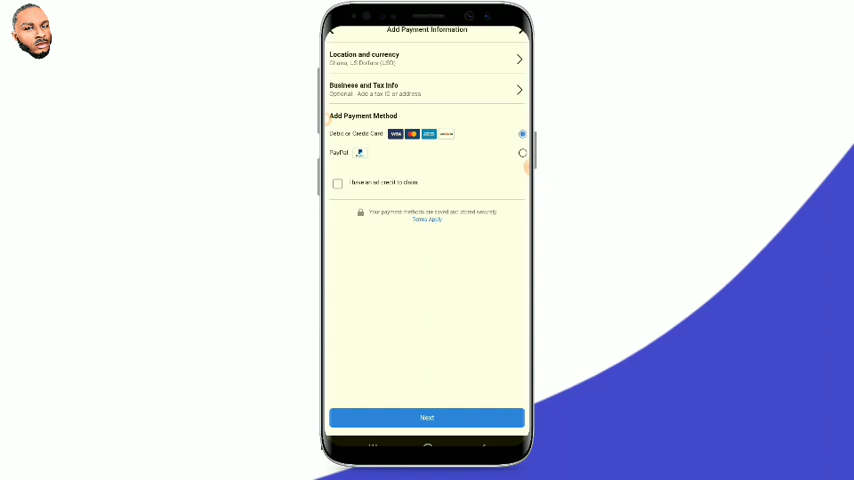 Add Payment Information
Location and currency
Ghana, US Dollars (USD)
Business and Tax Info
Optional · Add a tax ID or address
Add Payment Method
Debit or Credit Card VISA
PayPal
I have an ad credit to claim.
Your payment methods are saved and stored securely.
Terms Apply
Next